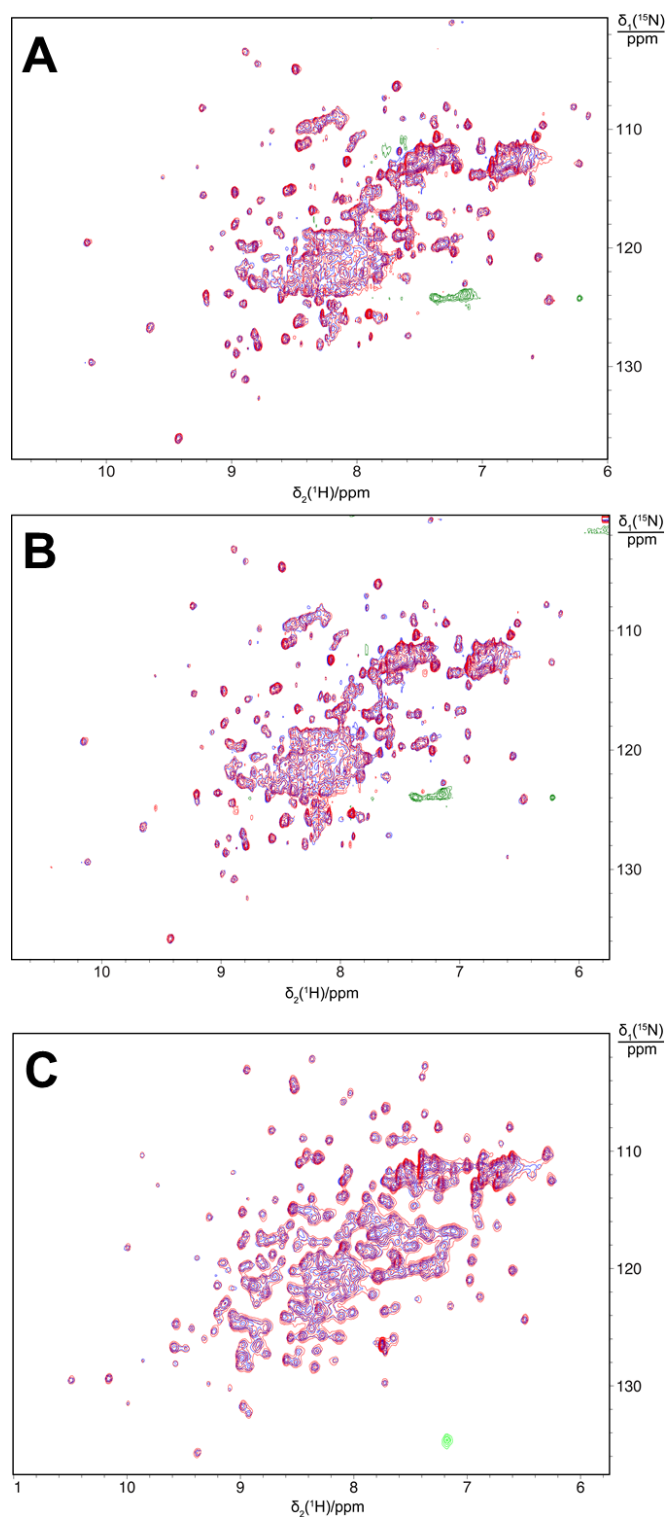 A
δ₁(¹⁵N)
ppm
110
120
130
10 9 8 7 6
δ₂(¹H)/ppm
B
δ₁(¹⁵N)
ppm
110
120
130
10 9 8 7 6
δ₂(¹H)/ppm
C
δ₁(¹⁵N)
ppm
110
120
130
1 10 9 8 7 6
δ₂(¹H)/ppm